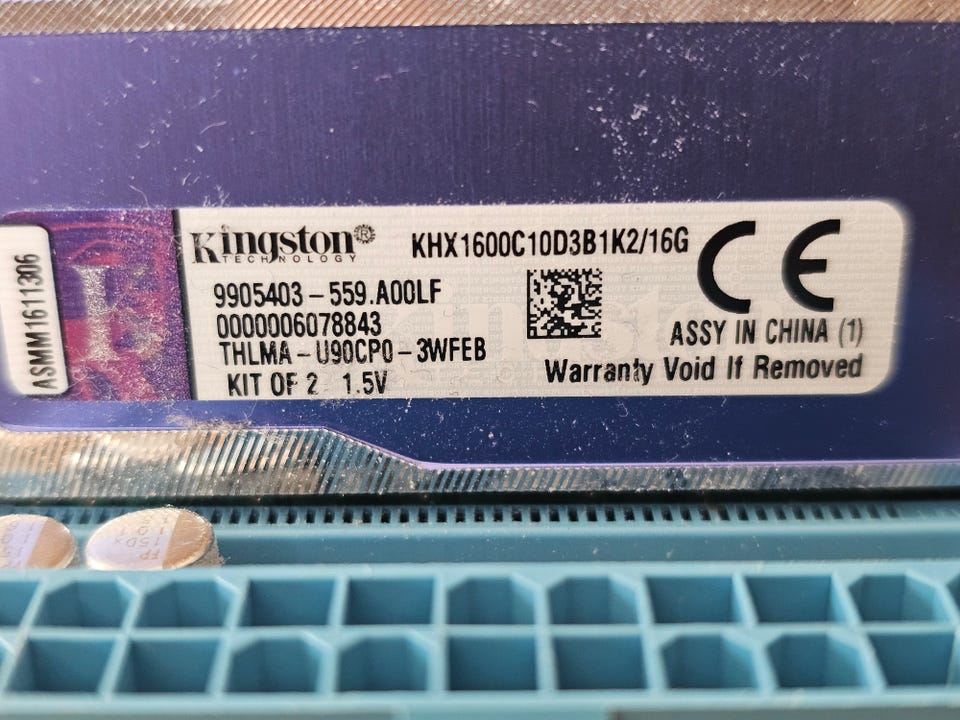 ASMM1611306
Kingston®
TECHNOLOGY
KHX1600C10D3B1K2/16G
9905403-559.A00LF
0000006078843
THLMA-U90CP0-3WFEB
KIT OF 2 1.5V
CE
ASSY IN CHINA (1)
Warranty Void If Removed